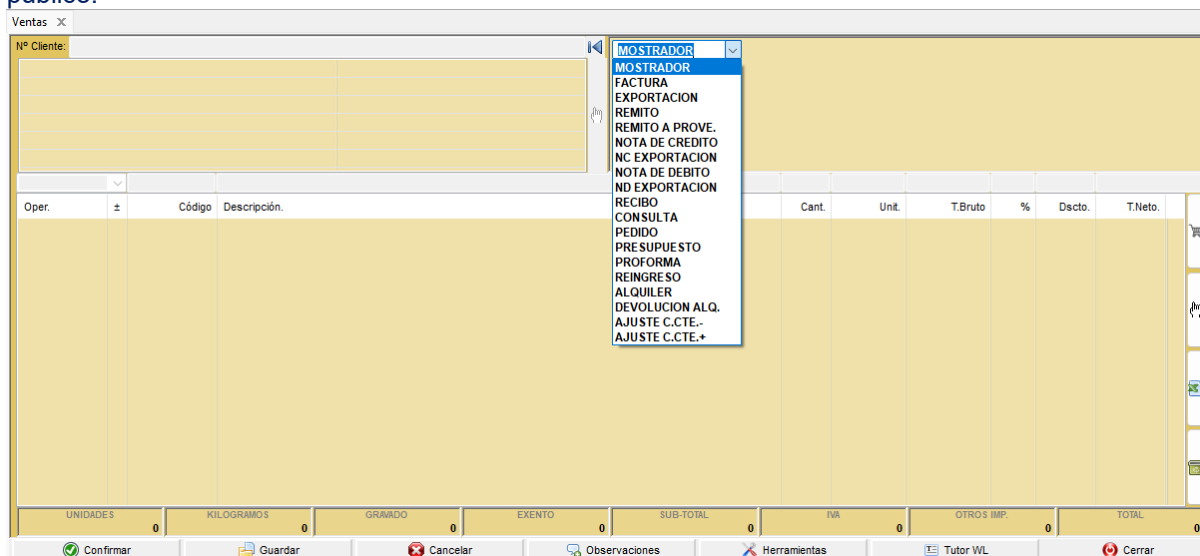 público.
Ventas X
Nº Cliente:
MOSTRADOR
MOSTRADOR
FACTURA
EXPORTACION
REMITO
REMITO A PROVE.
NOTA DE CREDITO
NC EXPORTACION
NOTA DE DEBITO
ND EXPORTACION
RECIBO
CONSULTA
PEDIDO
PRESUPUESTO
PROFORMA
REINGRESO
ALQUILER
DEVOLUCION ALQ.
AJUSTE C.CTE.-
AJUSTE C.CTE.+
Oper. ± Código Descripción. Cant. Unit. T.Bruto % Dscto. T.Neto.
UNIDADES KILOGRAMOS GRAVADO EXENTO SUB-TOTAL IVA OTROS IMP. TOTAL
0 0 0 0 0 0 0 0
Confirmar Guardar Cancelar Observaciones Herramientas Tutor WL Cerrar